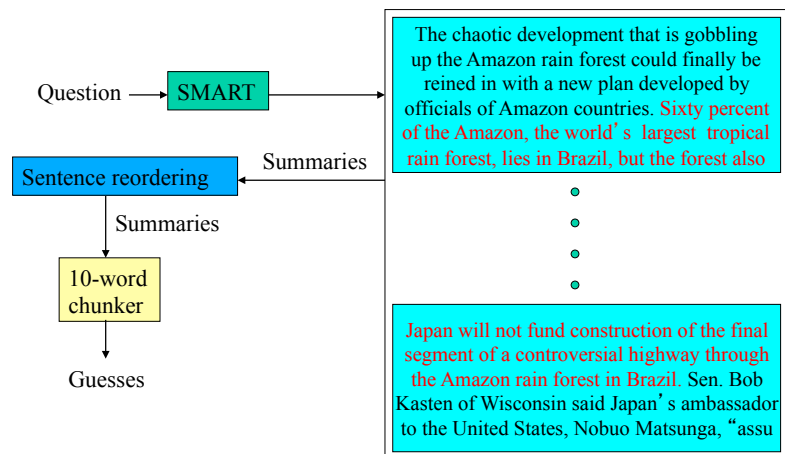 Question
SMART
The chaotic development that is gobbling
up the Amazon rain forest could finally be
reined in with a new plan developed by
officials of Amazon countries. Sixty percent
of the Amazon, the world’s largest tropical
rain forest, lies in Brazil, but the forest also
Summaries
Sentence reordering
Summaries
10-word
chunker
Guesses
Japan will not fund construction of the final
segment of a controversial highway through
the Amazon rain forest in Brazil. Sen. Bob
Kasten of Wisconsin said Japan’s ambassador
to the United States, Nobuo Matsunga, “assu